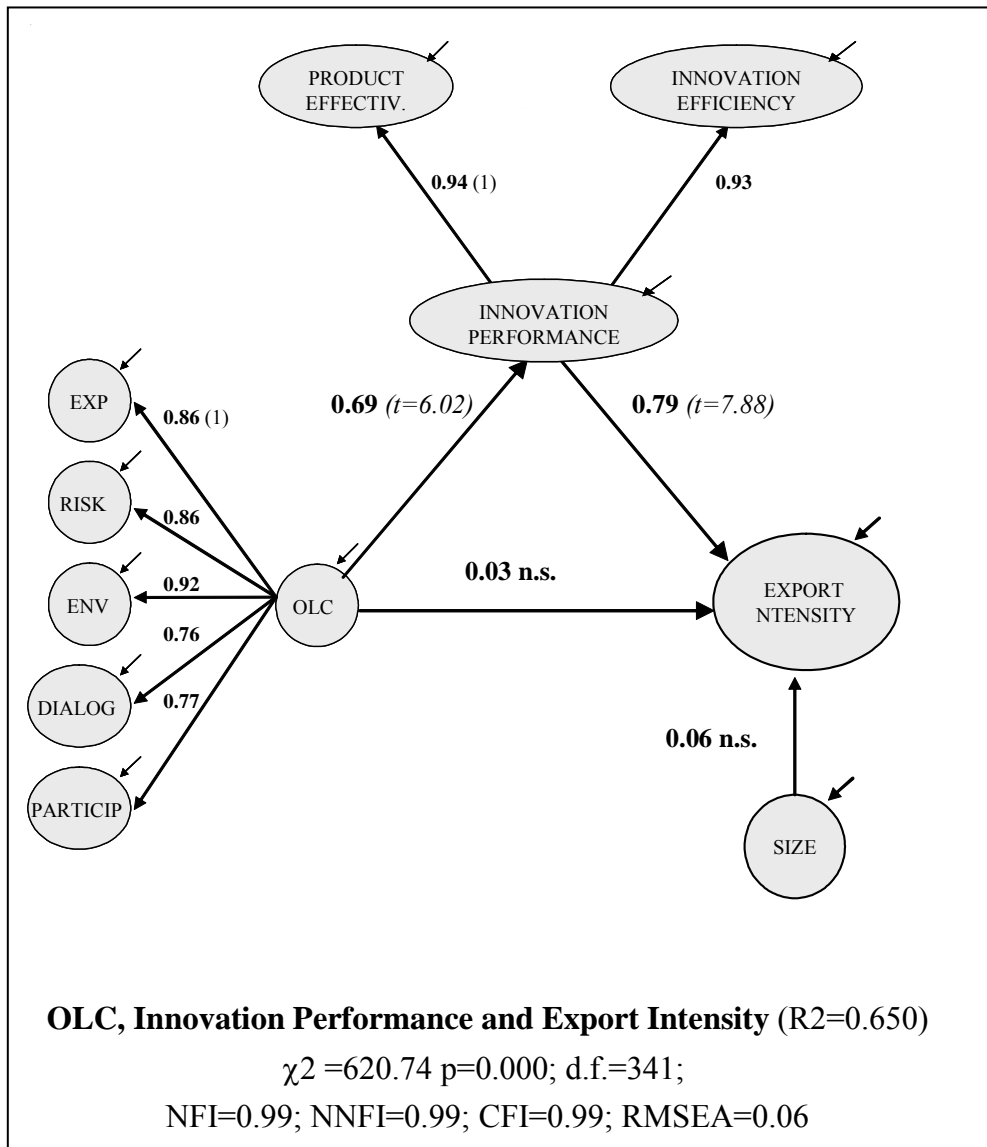 PRODUCT
EFFECTIV.
INNOVATION
EFFICIENCY
0.94 (1)
0.93
INNOVATION
PERFORMANCE
EXP
0.86 (1)
0.69 (t=6.02)
0.79 (t=7.88)
RISK
0.86
ENV
0.92
OLC
0.03 n.s.
EXPORT
NTENSITY
0.76
DIALOG
0.77
0.06 n.s.
PARTICIP
SIZE
OLC, Innovation Performance and Export Intensity (R2=0.650)
χ2 =620.74 p=0.000; d.f.=341;
NFI=0.99; NNFI=0.99; CFI=0.99; RMSEA=0.06